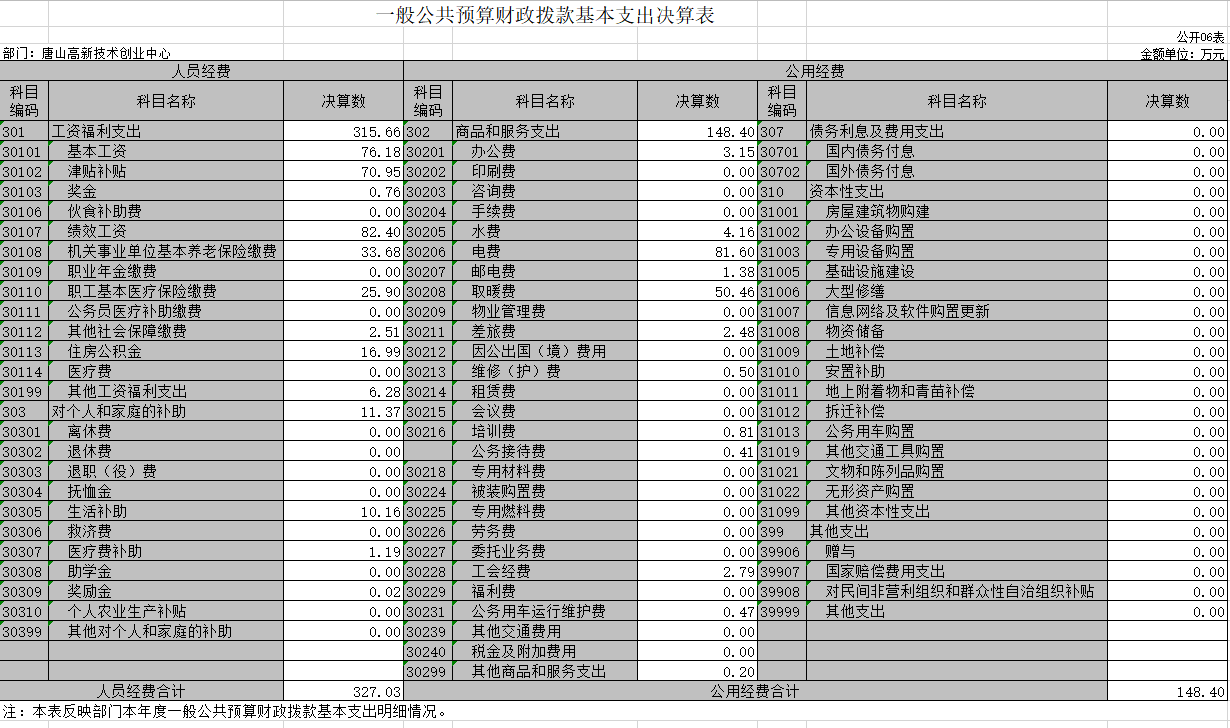 一般公共预算财政拨款基本支出决算表
公开06表
部门：唐山高新技术创业中心 金额单位：万元
人员经费 公用经费
科目编码 科目名称 决算数 科目编码 科目名称 决算数 科目编码 科目名称 决算数
301 工资福利支出 315.66 302 商品和服务支出 148.40 307 债务利息及费用支出 0.00
30101 基本工资 76.18 30201 办公费 3.15 30701 国内债务付息 0.00
30102 津贴补贴 70.95 30202 印刷费 0.00 30702 国外债务付息 0.00
30103 奖金 0.76 30203 咨询费 0.00 310 资本性支出 0.00
30106 伙食补助费 0.00 30204 手续费 0.00 31001 房屋建筑物购建 0.00
30107 绩效工资 82.40 30205 水费 4.16 31002 办公设备购置 0.00
30108 机关事业单位基本养老保险缴费 33.68 30206 电费 81.60 31003 专用设备购置 0.00
30109 职业年金缴费 0.00 30207 邮电费 1.38 31005 基础设施建设 0.00
30110 职工基本医疗保险缴费 25.90 30208 取暖费 50.46 31006 大型修缮 0.00
30111 公务员医疗补助缴费 0.00 30209 物业管理费 0.00 31007 信息网络及软件购置更新 0.00
30112 其他社会保障缴费 2.51 30211 差旅费 2.48 31008 物资储备 0.00
30113 住房公积金 16.99 30212 因公出国（境）费用 0.00 31009 土地补偿 0.00
30114 医疗费 0.00 30213 维修（护）费 0.50 31010 安置补助 0.00
30199 其他工资福利支出 6.28 30214 租赁费 0.00 31011 地上附着物和青苗补偿 0.00
303 对个人和家庭的补助 11.37 30215 会议费 0.00 31012 拆迁补偿 0.00
30301 离休费 0.00 30216 培训费 0.81 31013 公务用车购置 0.00
30302 退休费 0.00 公务接待费 0.41 31019 其他交通工具购置 0.00
30303 退职（役）费 0.00 30218 专用材料费 0.00 31021 文物和陈列品购置 0.00
30304 抚恤金 0.00 30224 被装购置费 0.00 31022 无形资产购置 0.00
30305 生活补助 10.16 30225 专用燃料费 0.00 31099 其他资本性支出 0.00
30306 救济费 0.00 30226 劳务费 0.00 399 其他支出 0.00
30307 医疗费补助 1.19 30227 委托业务费 0.00 39906 赠与 0.00
30308 助学金 0.00 30228 工会经费 2.79 39907 国家赔偿费用支出 0.00
30309 奖励金 0.02 30229 福利费 0.00 39908 对民间非营利组织和群众性自治组织补贴 0.00
30310 个人农业生产补贴 0.00 30231 公务用车运行维护费 0.47 39999 其他支出 0.00
30399 其他对个人和家庭的补助 0.00 30239 其他交通费用 0.00
30240 税金及附加费用 0.00
30299 其他商品和服务支出 0.20
人员经费合计 327.03 公用经费合计 148.40
注：本表反映部门本年度一般公共预算财政拨款基本支出明细情况。